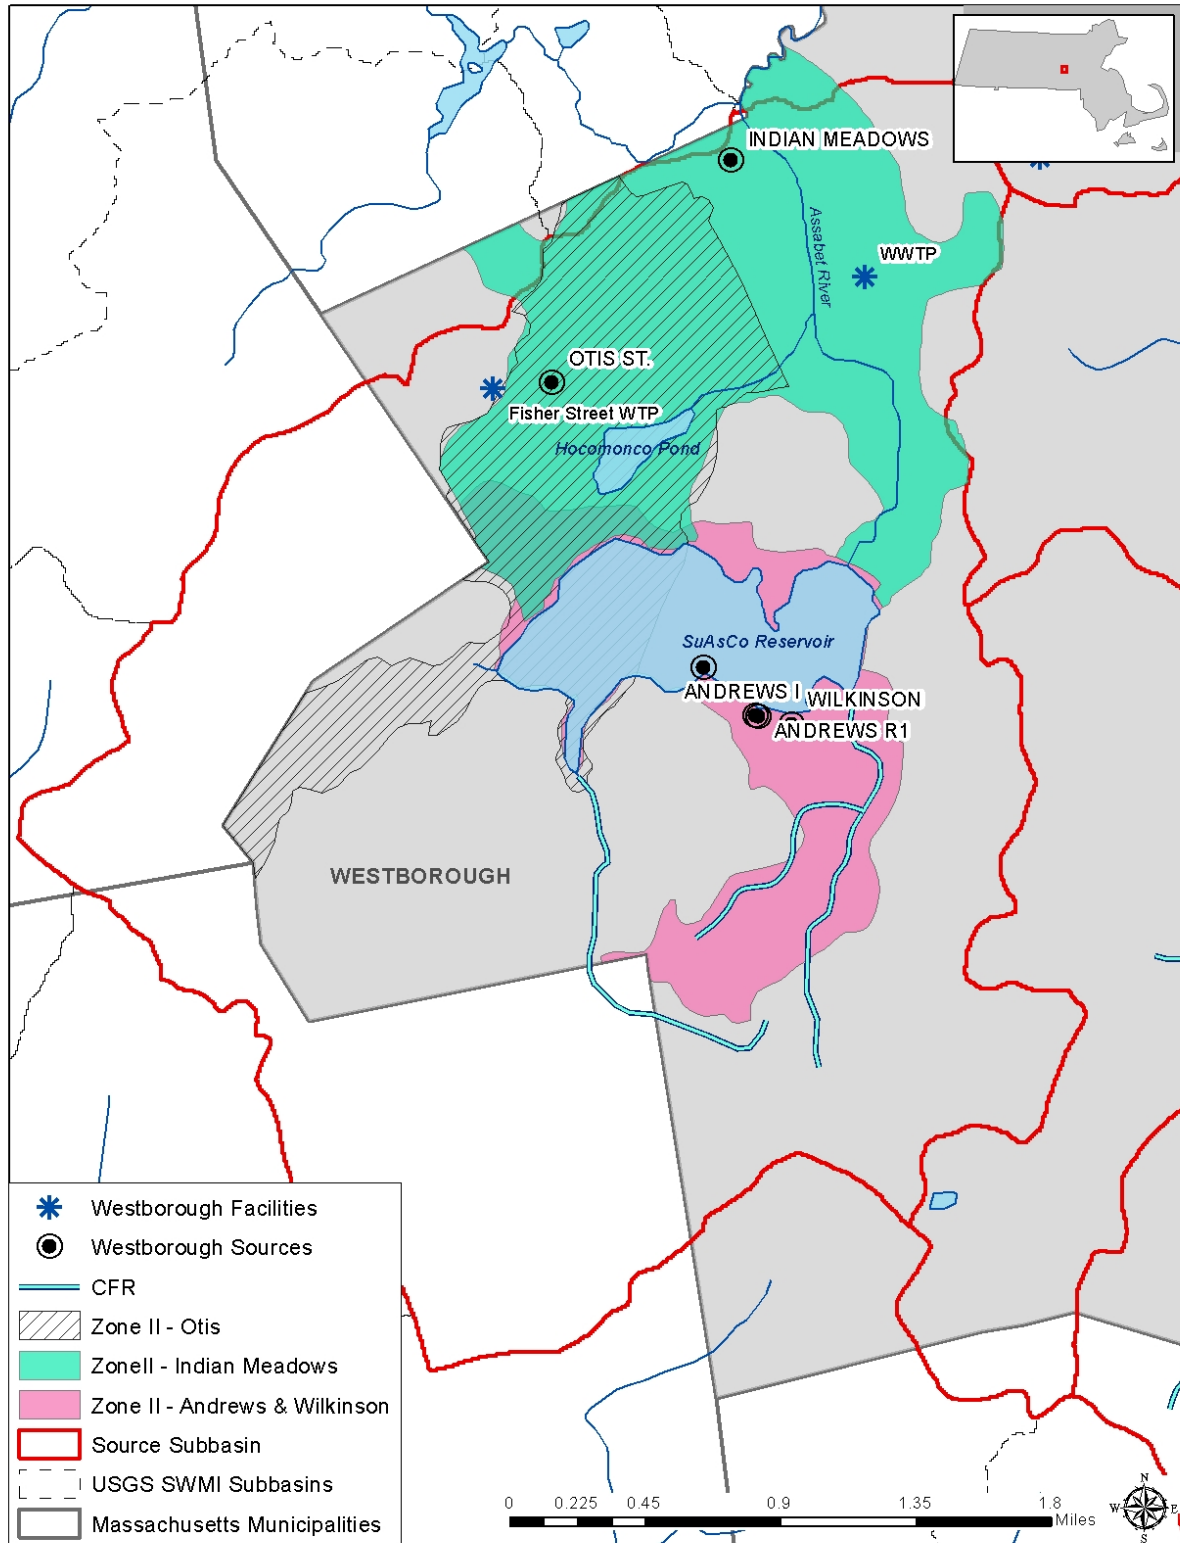 INDIAN MEADOWS
Assabet River
WWTP
OTIS ST.
Fisher Street WTP
Hocomonco Pond
SuAsCo Reservoir
ANDREWS I
WILKINSON
ANDREWS R1
WESTBOROUGH
Westborough Facilities
Westborough Sources
CFR
Zone II - Otis
ZoneII - Indian Meadows
Zone II - Andrews & Wilkinson
Source Subbasin
USGS SWMI Subbasins
Massachusetts Municipalities
0 0.225 0.45 0.9 1.35 1.8
Miles
N
W E
S